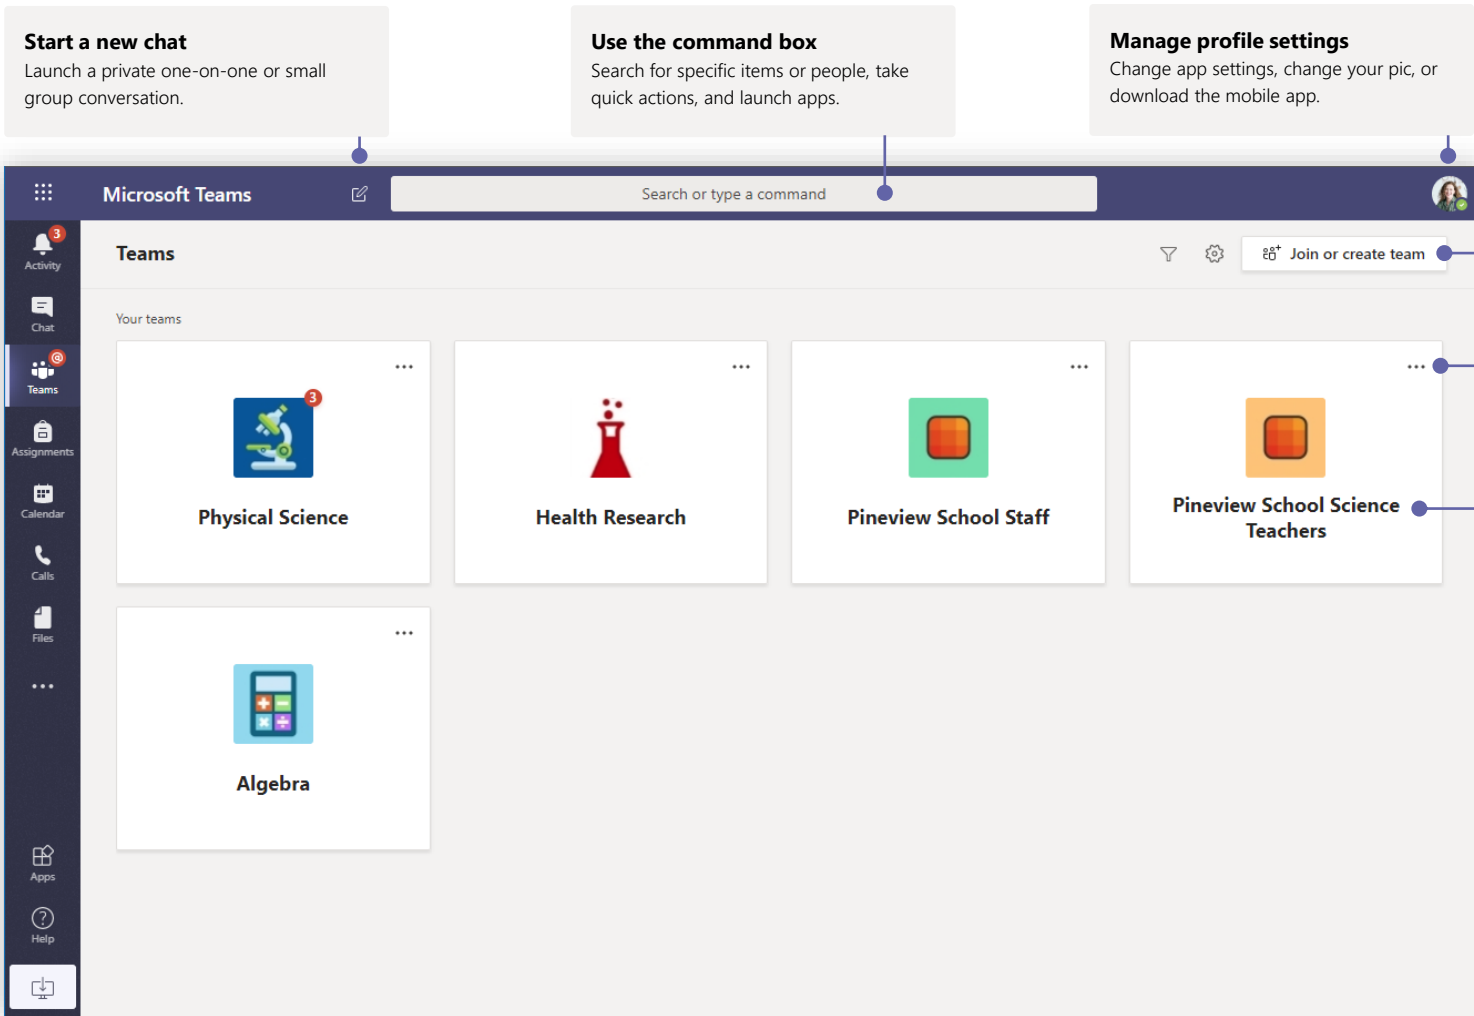 Start a new chat
Launch a private one-on-one or small
group conversation.
Use the command box
Search for specific items or people, take
quick actions, and launch apps.
Manage profile settings
Change app settings, change your pic, or
download the mobile app.
Microsoft Teams
Search or type a command
3
Activity
Chat
@
Teams
Assignments
Calendar
Calls
Files
Apps
Help
Teams
Join or create team
Your teams
3
Physical Science
Health Research
Pineview School Staff
Pineview School Science
Teachers
Algebra